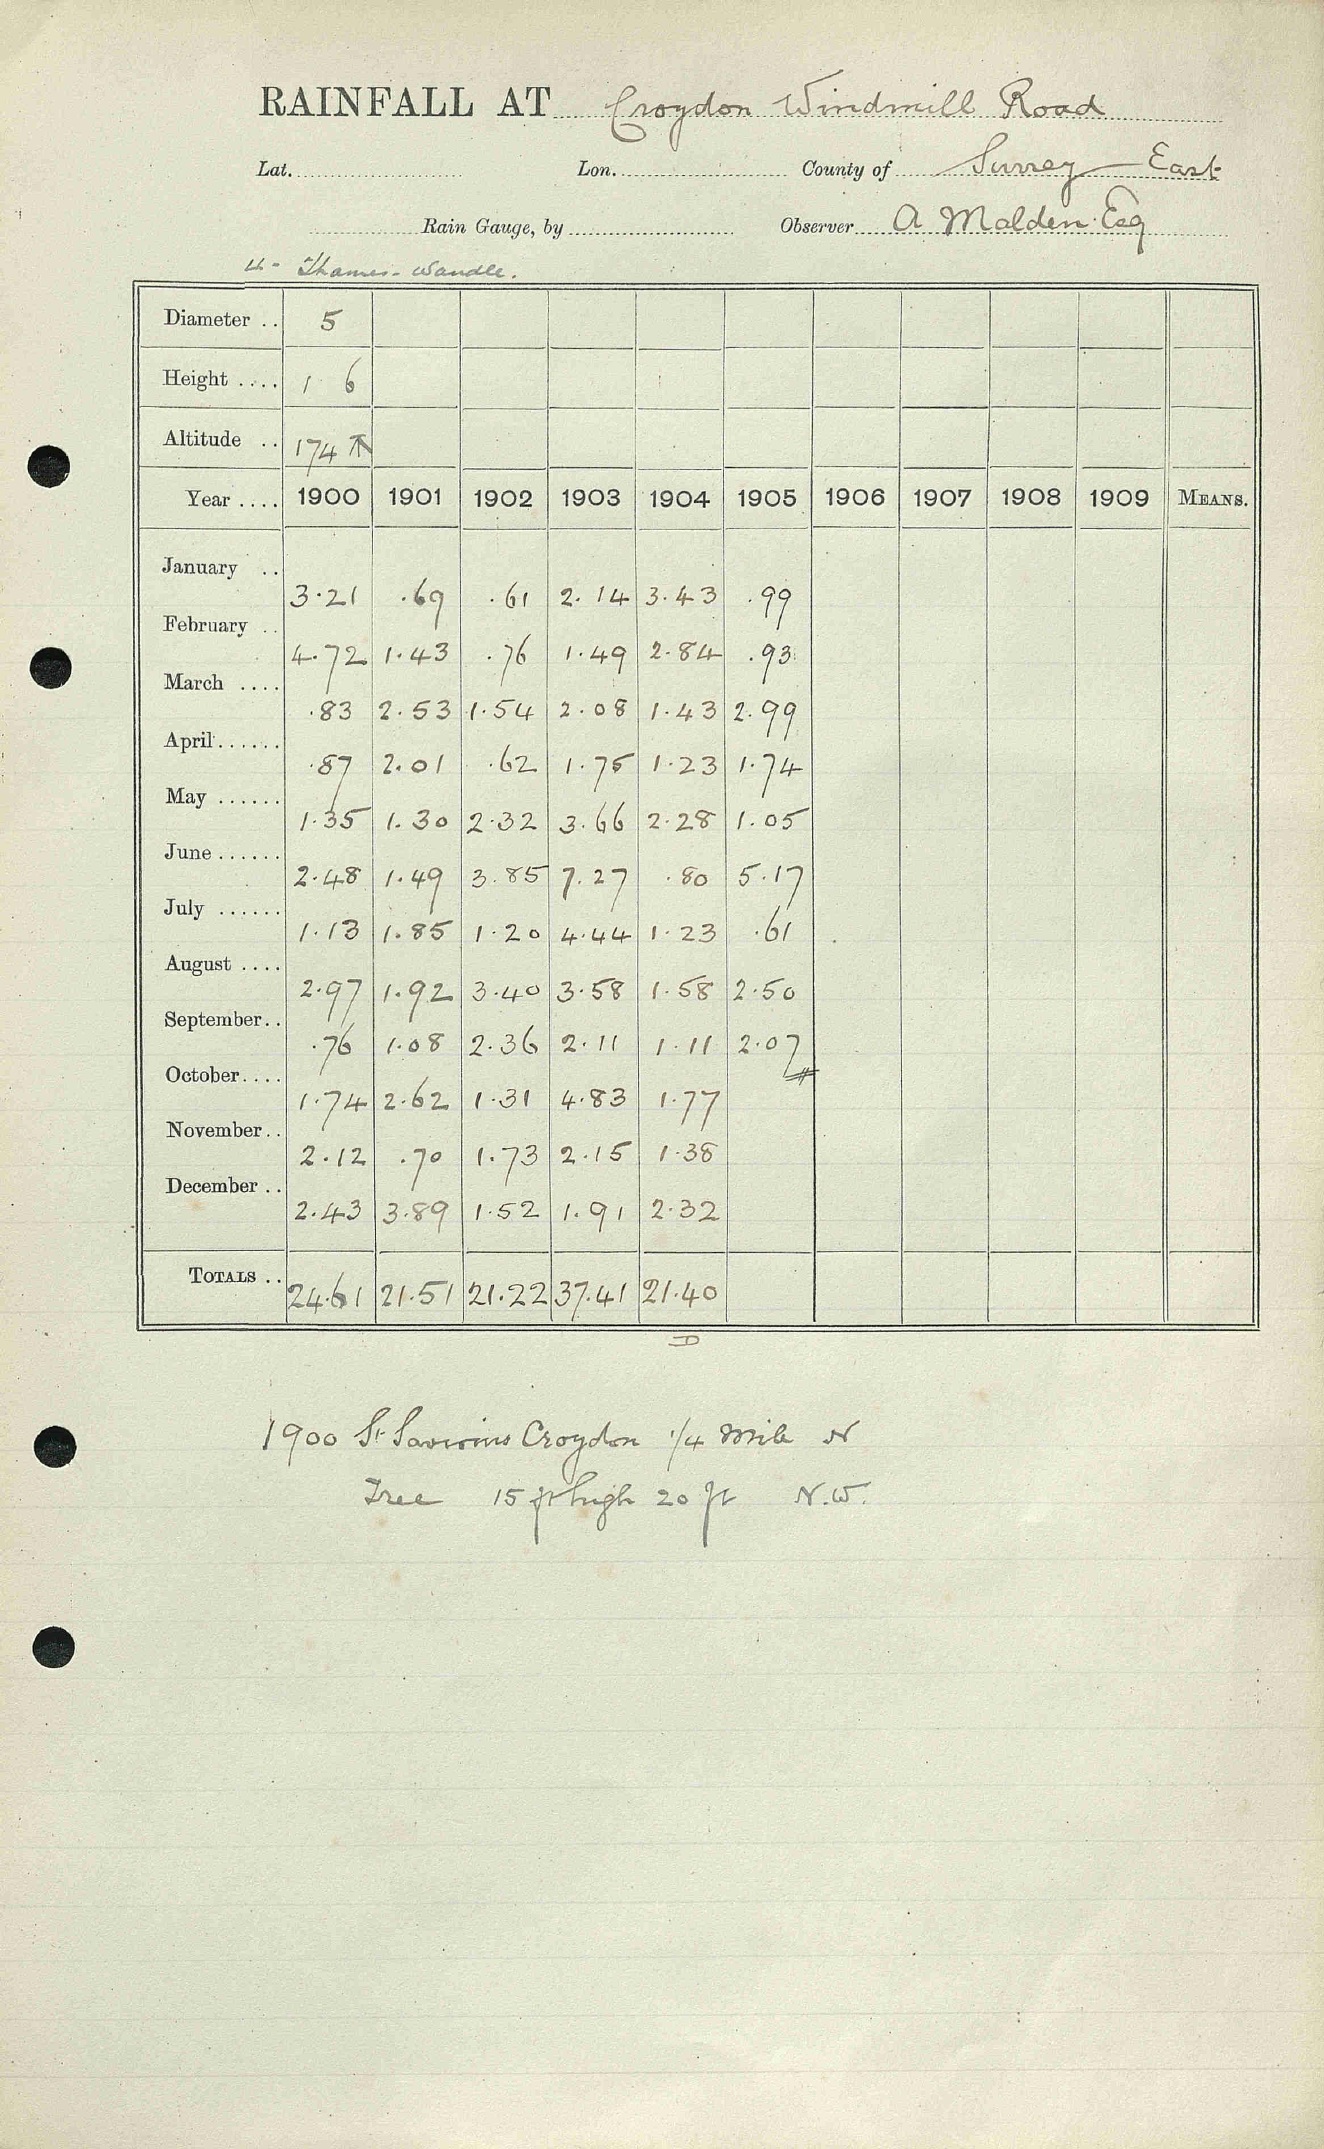 RAINFALL AT Croydon Windmill Road
Lat. Lon. County of Surrey East
Rain Gauge, by Observer A Malden Esq
4 - Thames - Wandle.
Diameter .. 5
Height .... 1 6
Altitude .. 174
Year .... 1900 1901 1902 1903 1904 1905 1906 1907 1908 1909 MEANS.
January .. 3.21 .69 .61 2.14 3.43 .99
February .. 4.72 1.43 .76 1.49 2.84 .93
March .... .83 2.53 1.54 2.08 1.43 2.99
April...... .87 2.01 .62 1.75 1.23 1.74
May ...... 1.35 1.30 2.32 3.66 2.28 1.05
June...... 2.48 1.49 3.85 7.27 .80 5.17
July ...... 1.13 1.85 1.20 4.44 1.23 .61
August .... 2.97 1.92 3.40 3.58 1.58 2.50
September.. .76 1.08 2.36 2.11 1.11 2.07
October.... 1.74 2.62 1.31 4.83 1.77
November.. 2.12 .70 1.73 2.15 1.38
December .. 2.43 3.89 1.52 1.91 2.32
TOTALS .. 24.61 21.51 21.22 37.41 21.40
D
1900 St Saviours Croydon 1/4 Mile N
Tree 15 ft high 20 ft N.W.